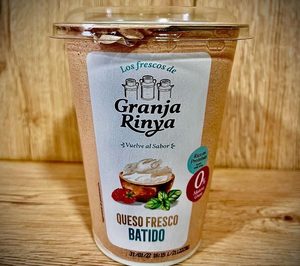 Los frescos de
Granja
Rinya
Vuelve al Sabor
QUESO FRESCO
BATIDO
0%